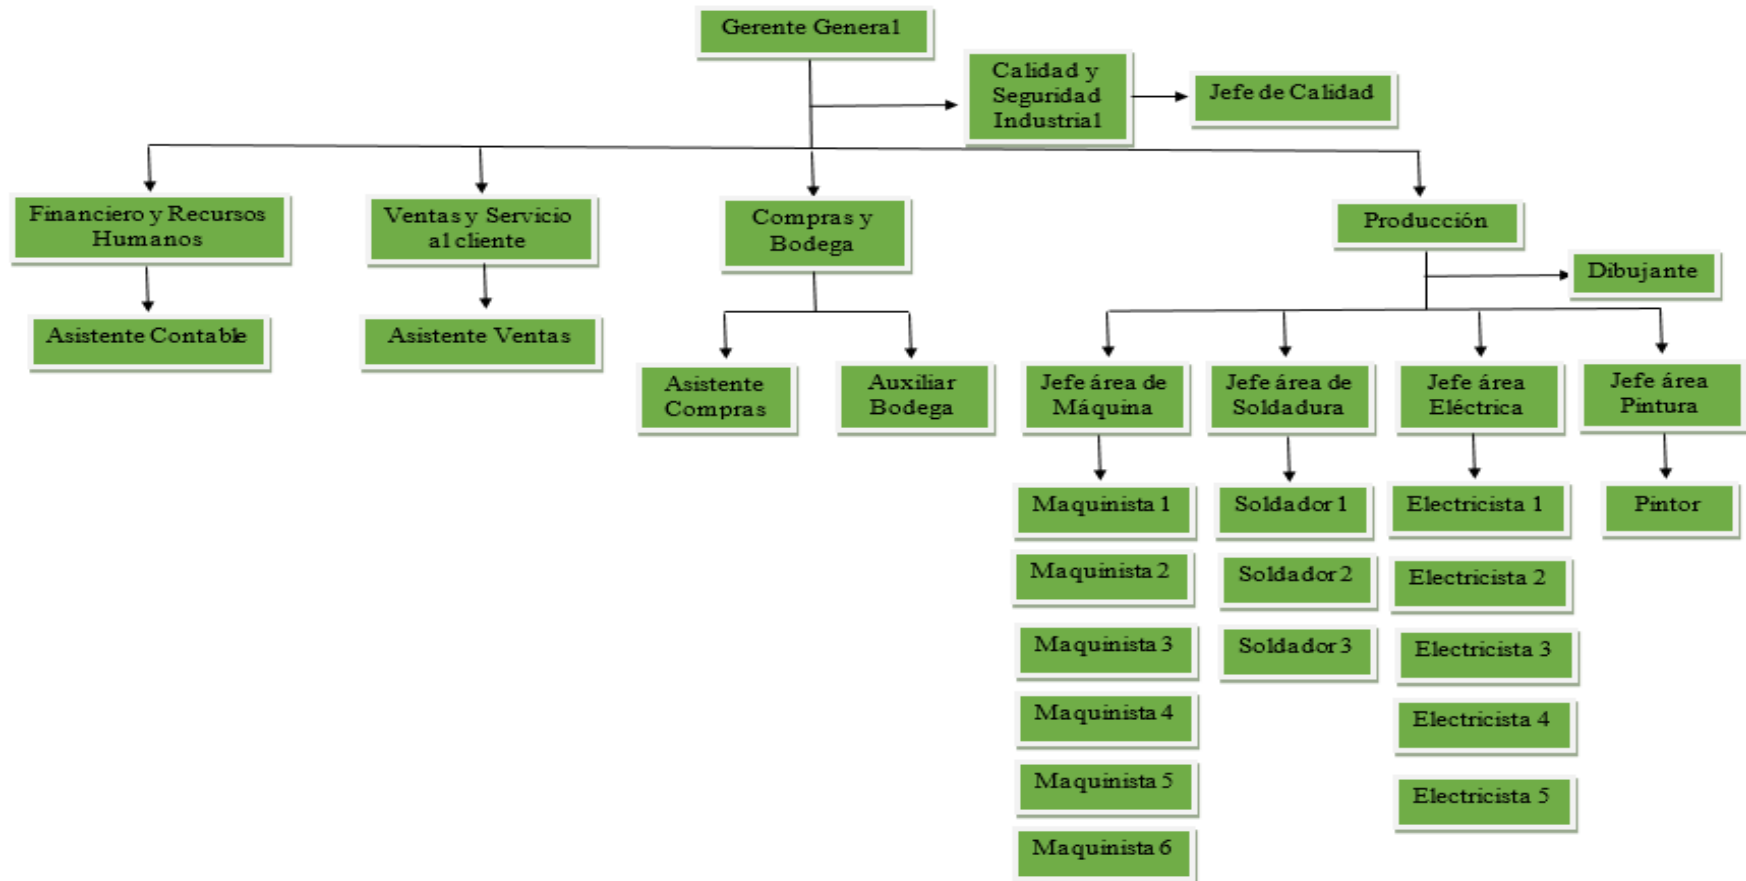 Gerente General
Calidad y
Seguridad
Industrial
Jefe de Calidad
Financiero y Recursos
Humanos
Ventas y Servicio
al cliente
Compras y
Bodega
Producción
Dibujante
Asistente Contable
Asistente Ventas
Asistente
Compras
Auxiliar
Bodega
Jefe área de
Máquina
Jefe área de
Soldadura
Jefe área
Eléctrica
Jefe área
Pintura
Maquinista 1
Soldador 1
Electricista 1
Pintor
Maquinista 2
Soldador 2
Electricista 2
Maquinista 3
Soldador 3
Electricista 3
Maquinista 4
Electricista 4
Maquinista 5
Electricista 5
Maquinista 6